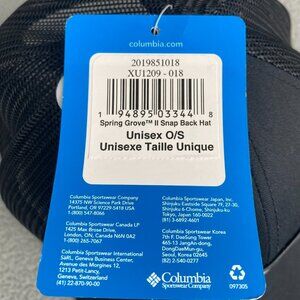 columbia.com
2019851018
XU1209 - 018
1 94895 03344 8
Spring Grove™ II Snap Back Hat
Unisex O/S
Unisexe Taille Unique
Columbia Sportswear Company
14375 NW Science Park Drive
Portland, OR 97229-5418 USA
1 (800) 547-8066
Columbia Sportswear Company LP
1425 Max Brose Drive,
London, ON, Canada N6N 0A2
1 (800) 265-7067
Columbia Sportswear International
SARL, Geneva Business Center,
Avenue des Morgines 12,
1213 Petit-Lancy
Geneva (Switzerland)
(41) 22-870-90-00
Columbia Sportswear Japan, Inc.
Shinjuku Eastside Square 7F, 27-30,
Shinjuku 6-Chome, Shinjuku-ku
Tokyo, Japan 160-0022
(81) 2-6891-4601
Columbia Sportswear Korea
7th F. DaeSung Tower
465-13 JangAn-dong,
DongDaeMun-gu,
Seoul, Korea
(82) 2-540-0277
Columbia
Sportswear Company
097305